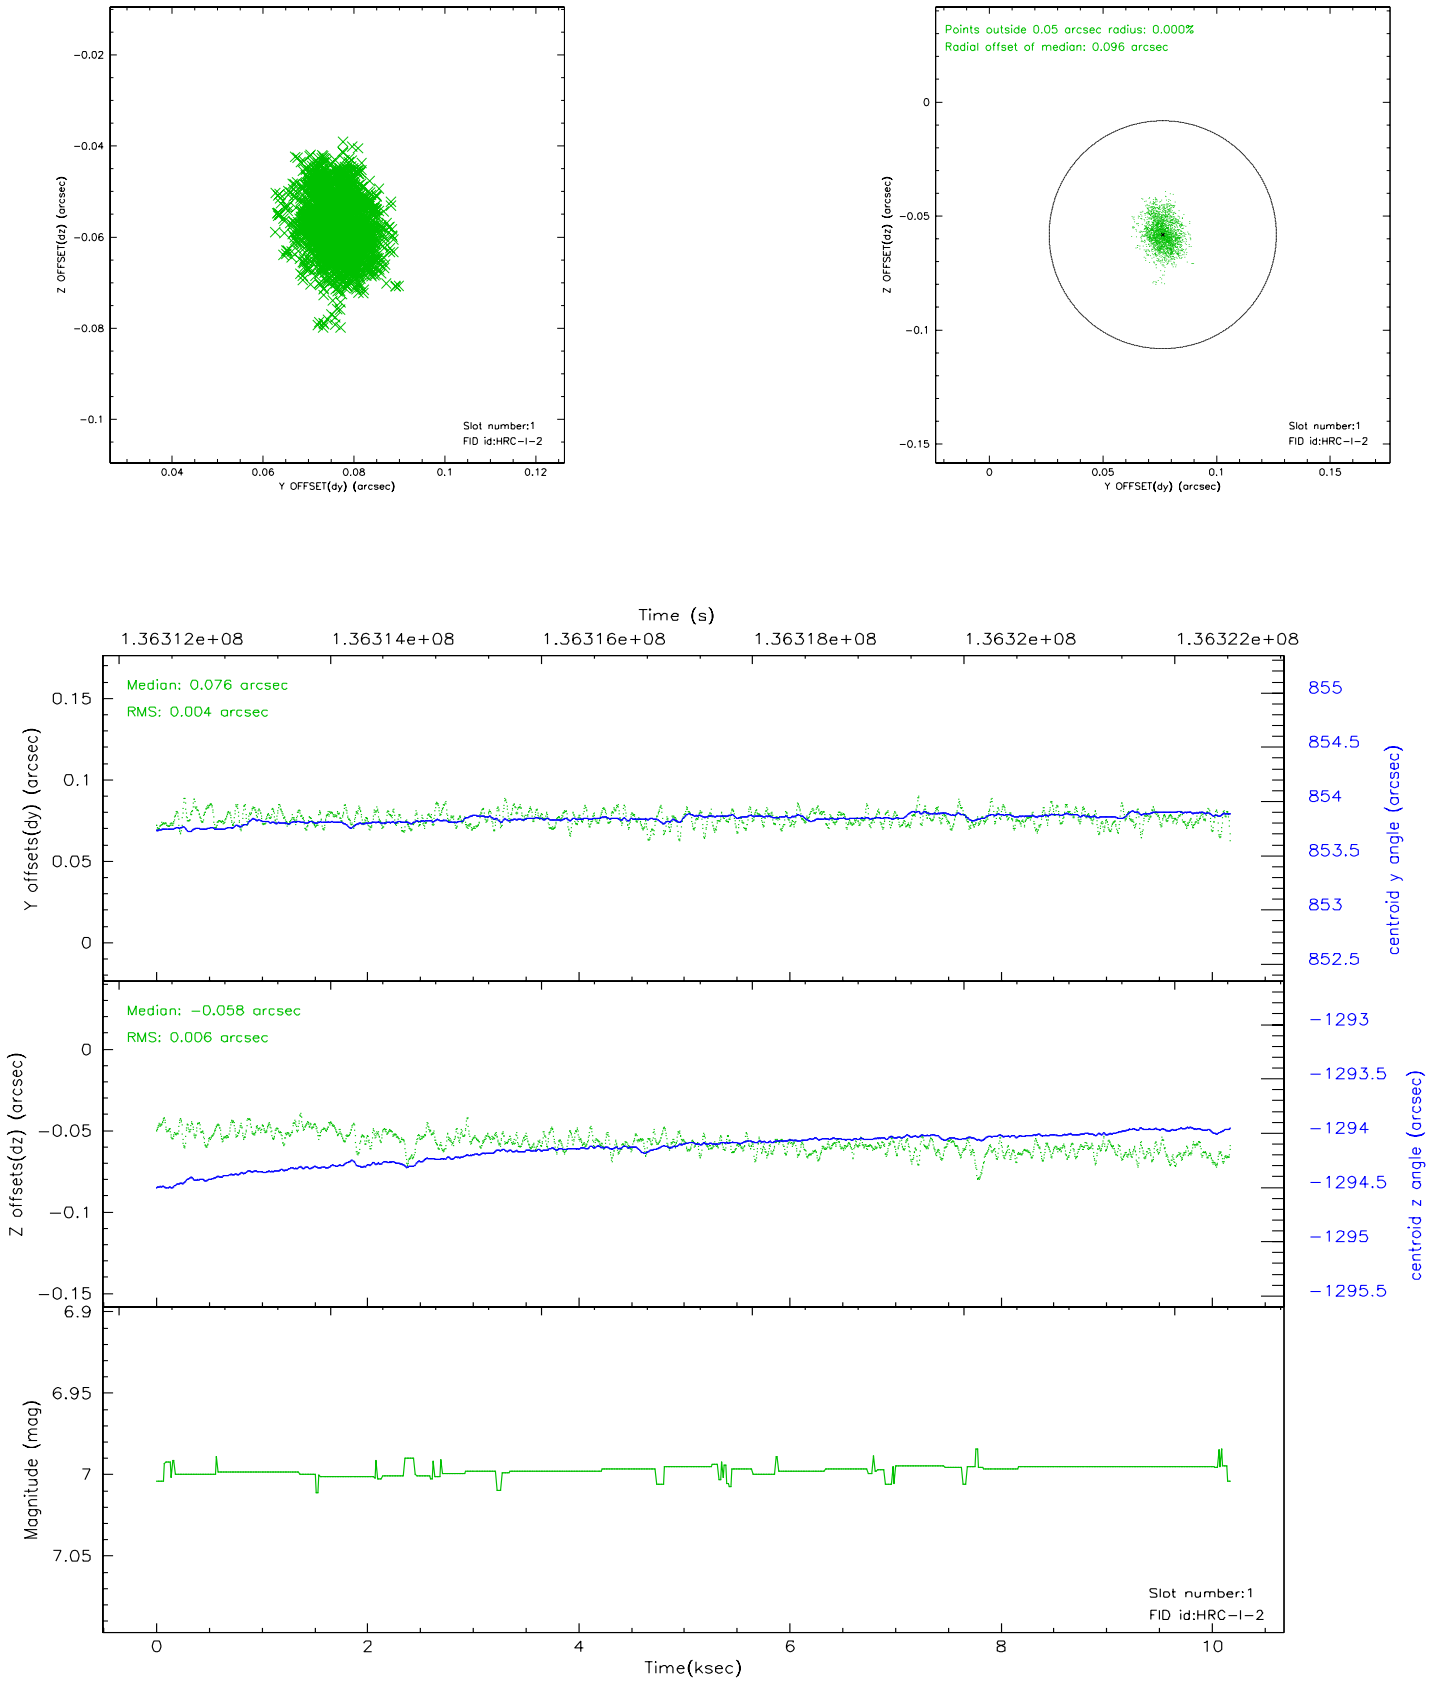 -0.02
-0.04
-0.06
-0.08
-0.1
Z OFFSET(dz) (arcsec)
0.04 0.06 0.08 0.1 0.12
Y OFFSET(dy) (arcsec)
Slot number:1
FID id:HRC-I-2
Points outside 0.05 arcsec radius: 0.000%
Radial offset of median: 0.096 arcsec
0
-0.05
-0.1
-0.15
Z OFFSET(dz) (arcsec)
0 0.05 0.1 0.15
Y OFFSET(dy) (arcsec)
Slot number:1
FID id:HRC-I-2
Time (s)
1.36312e+08 1.36314e+08 1.36316e+08 1.36318e+08 1.3632e+08 1.36322e+08
Median: 0.076 arcsec
RMS: 0.004 arcsec
0.15
0.1
0.05
0
Y offsets(dy) (arcsec)
855
854.5
854
853.5
853
852.5
centroid y angle (arcsec)
Median: -0.058 arcsec
RMS: 0.006 arcsec
0
-0.05
-0.1
-0.15
Z offsets(dz) (arcsec)
-1293
-1293.5
-1294
-1294.5
-1295
-1295.5
centroid z angle (arcsec)
6.9
6.95
7
7.05
Magnitude (mag)
Slot number:1
FID id:HRC-I-2
0 2 4 6 8 10
Time(ksec)